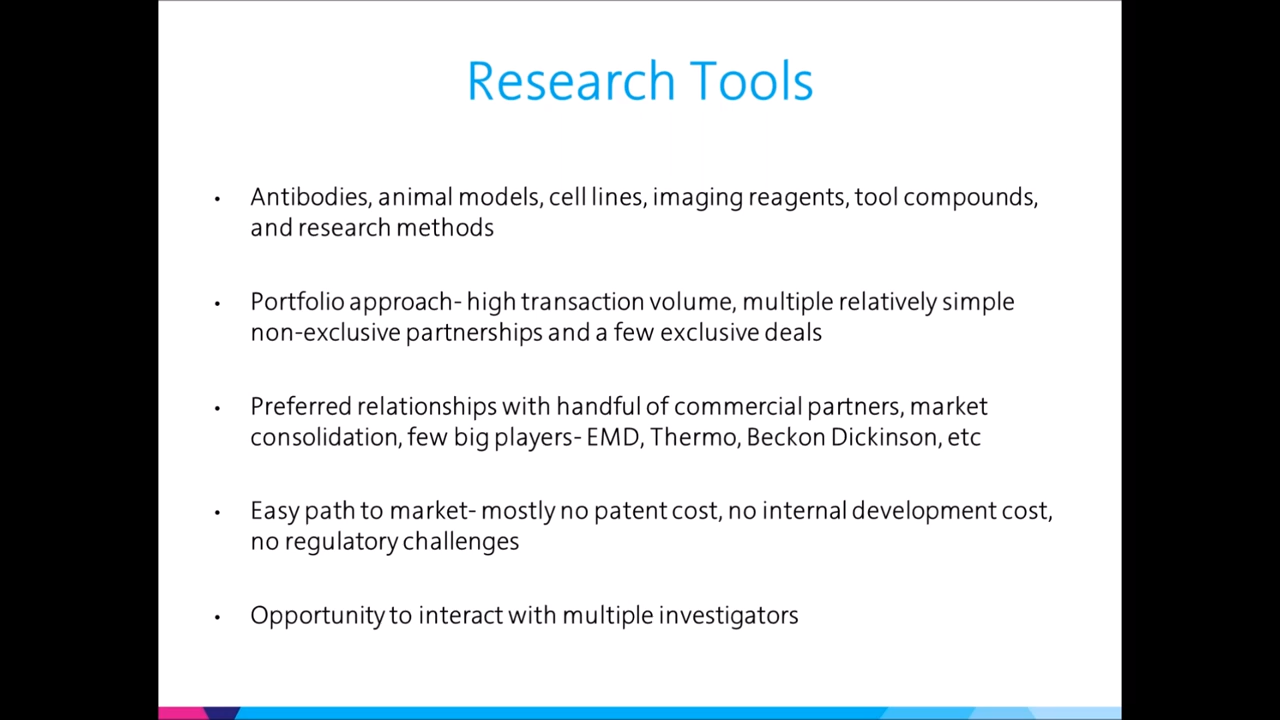 Research Tools
• Antibodies, animal models, cell lines, imaging reagents, tool compounds,
and research methods
• Portfolio approach- high transaction volume, multiple relatively simple
non-exclusive partnerships and a few exclusive deals
• Preferred relationships with handful of commercial partners, market
consolidation, few big players- EMD, Thermo, Beckon Dickinson, etc
• Easy path to market- mostly no patent cost, no internal development cost,
no regulatory challenges
• Opportunity to interact with multiple investigators